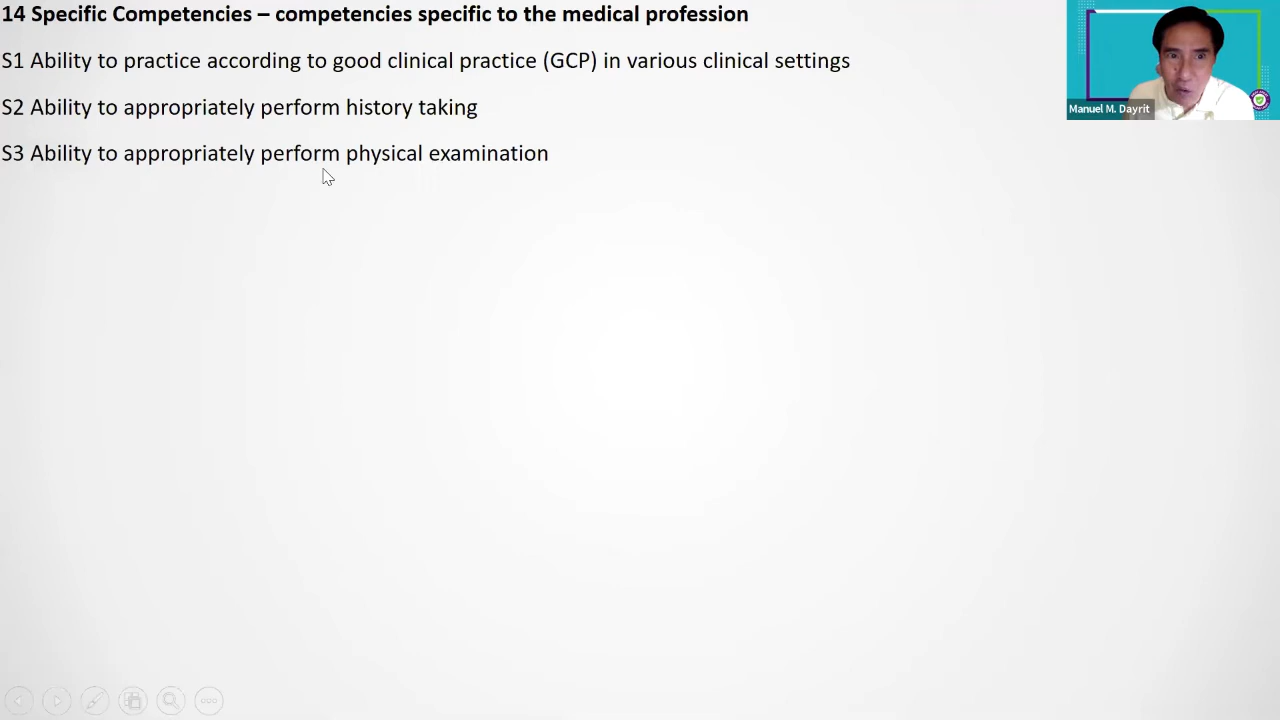 14 Specific Competencies – competencies specific to the medical profession
S1 Ability to practice according to good clinical practice (GCP) in various clinical settings
S2 Ability to appropriately perform history taking
S3 Ability to appropriately perform physical examination
Manuel M. Dayrit